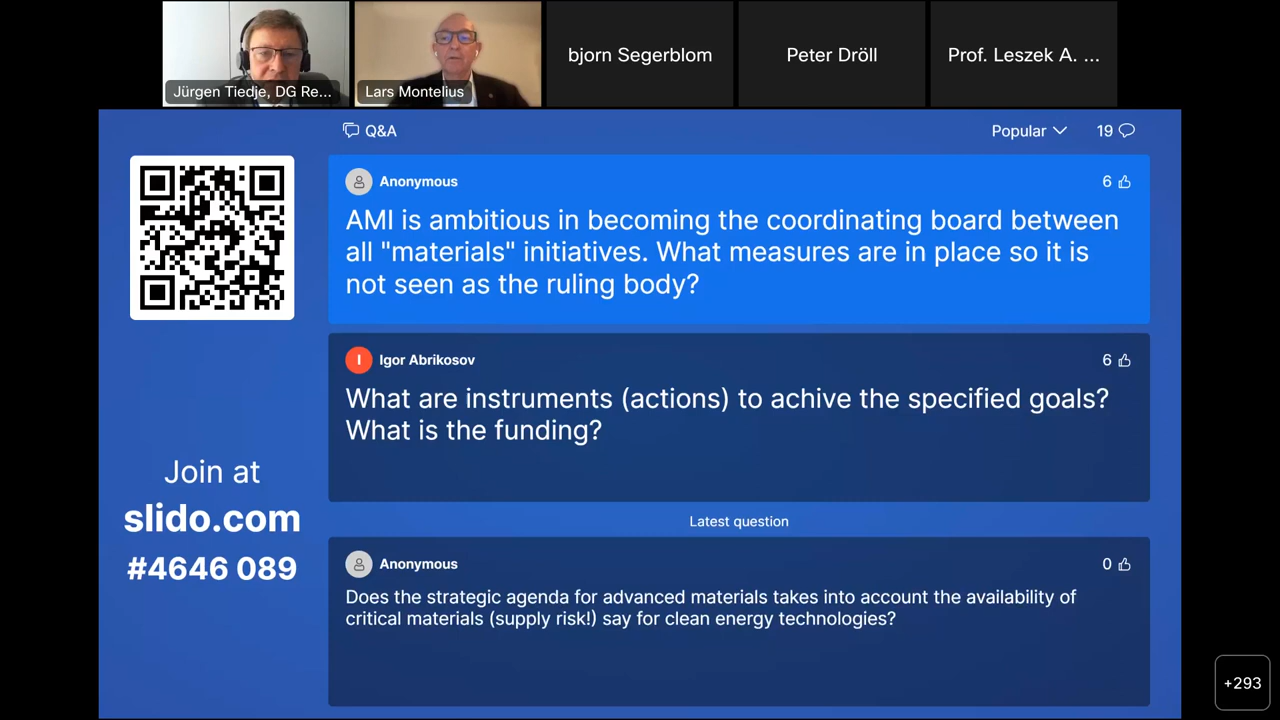 Jürgen Tiedje, DG Re...
Lars Montelius
bjorn Segerblom
Peter Dröll
Prof. Leszek A. ...
Q&A
Popular
19
Anonymous
6
AMI is ambitious in becoming the coordinating board between
all "materials" initiatives. What measures are in place so it is
not seen as the ruling body?
I
Igor Abrikosov
6
What are instruments (actions) to achive the specified goals?
What is the funding?
Join at
slido.com
#4646 089
Latest question
Anonymous
0
Does the strategic agenda for advanced materials takes into account the availability of
critical materials (supply risk!) say for clean energy technologies?
+293